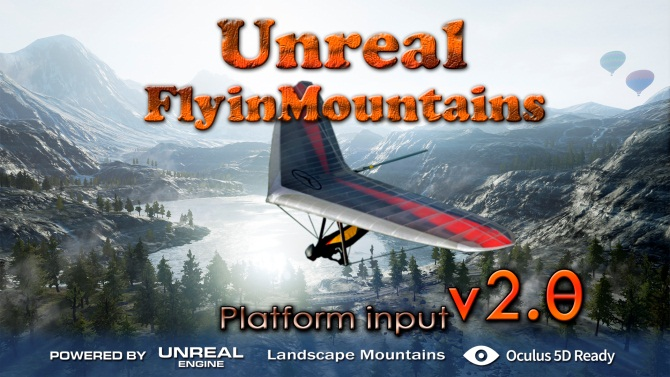 Unreal
FlyinMountains
Platform input v2.0
POWERED BY UNREAL ENGINE Landscape Mountains Oculus 5D Ready